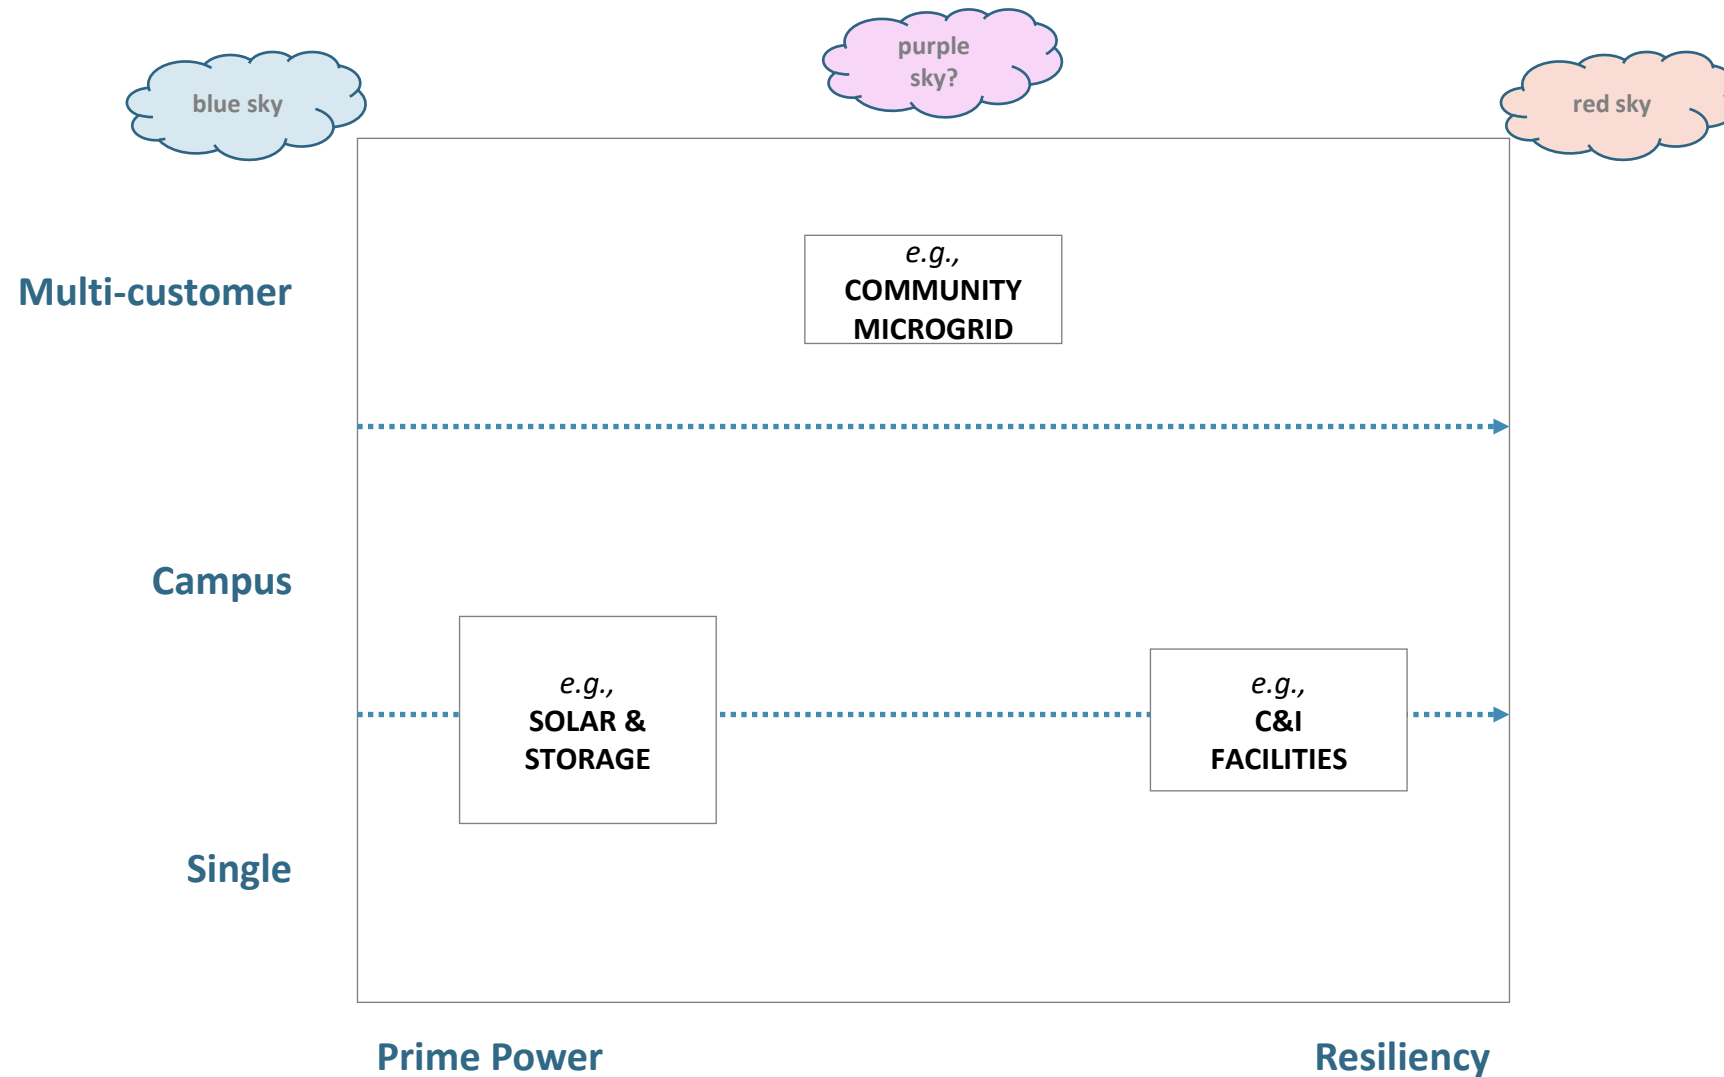 purple
sky?
blue sky
red sky
Multi-customer
e.g.,
COMMUNITY
MICROGRID
Campus
e.g.,
SOLAR &
STORAGE
e.g.,
C&I
FACILITIES
Single
Prime Power
Resiliency